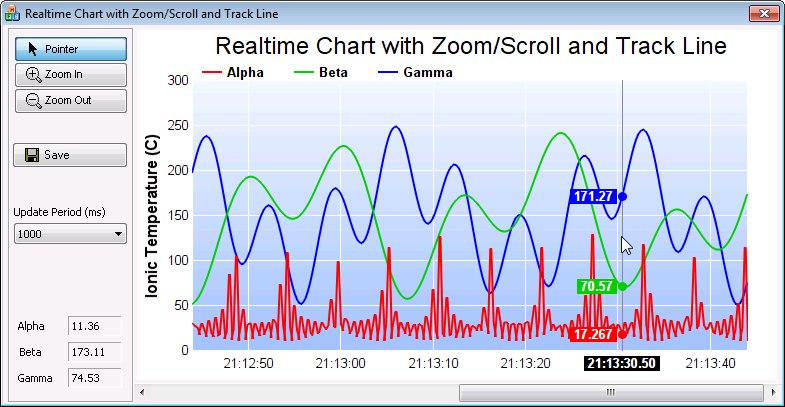 Realtime Chart with Zoom/Scroll and Track Line
Pointer
Zoom In
Zoom Out
Save
Update Period (ms)
1000
Alpha 11.36
Beta 173.11
Gamma 74.53
Realtime Chart with Zoom/Scroll and Track Line
Alpha Beta Gamma
Ionic Temperature (C)
300
250
200
150
100
50
0
171.27
70.57
17.267
21:12:50 21:13:00 21:13:10 21:13:20 21:13:30.50 21:13:40